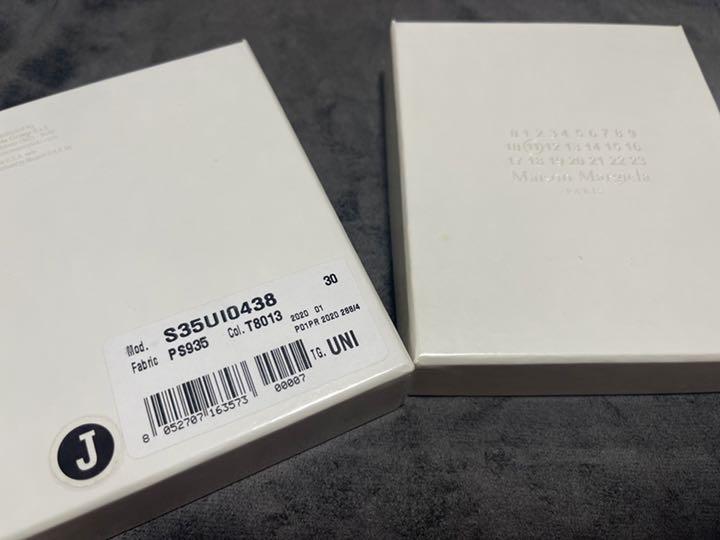 Mod. S35UI0438 30
Fabric PS935 Col. T8013 2020 01
P01PR 2020 288/4
TG. UNI
00007
8 052707 163573
J
0 1 2 3 4 5 6 7 8 9
10 11 12 13 14 15 16
17 18 19 20 21 22 23
Maison Margiela
PARIS